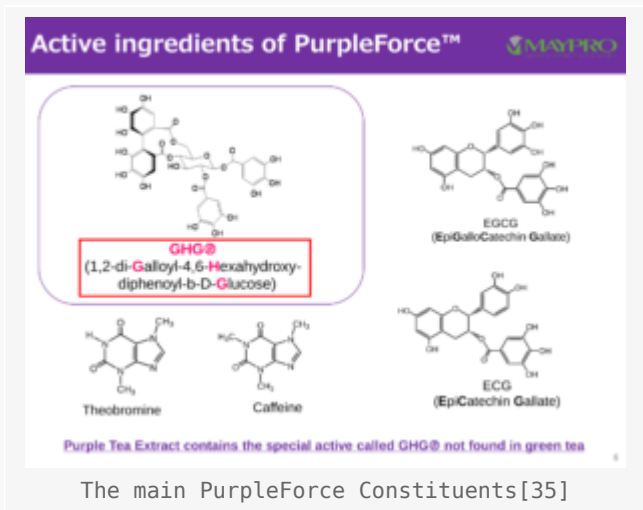 Active ingredients of PurpleForce™
MAYPRO
GHG℗
(1,2-di-Galloyl-4,6-Hexahydroxy-
diphenoyl-b-D-Glucose)
EGCG
(EpiGalloCatechin Gallate)
Theobromine
Caffeine
ECG
(EpiCatechin Gallate)
Purple Tea Extract contains the special active called GHG℗ not found in green tea
The main PurpleForce Constituents[35]